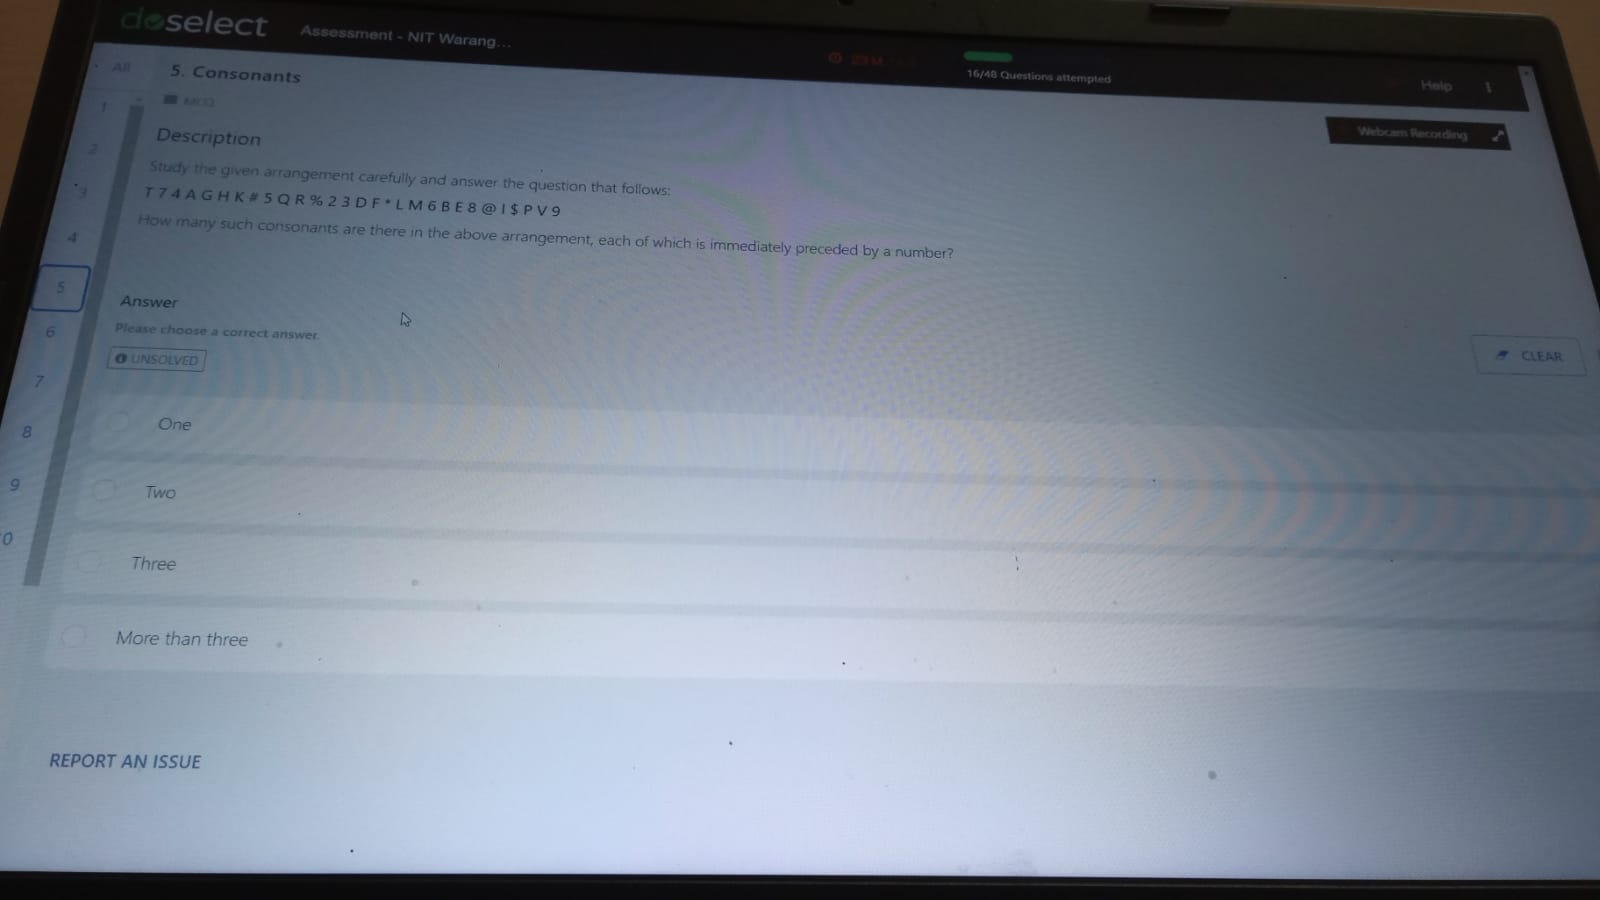 doselect
Assessment - NIT Warang...
16/48 Questions attempted
Help
Webcam Recording
All
5. Consonants
MCQ
Description
Study the given arrangement carefully and answer the question that follows:
T 7 4 A G H K # 5 Q R % 2 3 D F * L M 6 B E 8 @ I $ P V 9
How many such consonants are there in the above arrangement, each of which is immediately preceded by a number?
Answer
Please choose a correct answer.
UNSOLVED
CLEAR
One
Two
Three
More than three
REPORT AN ISSUE
1
2
3
4
5
6
7
8
9
0